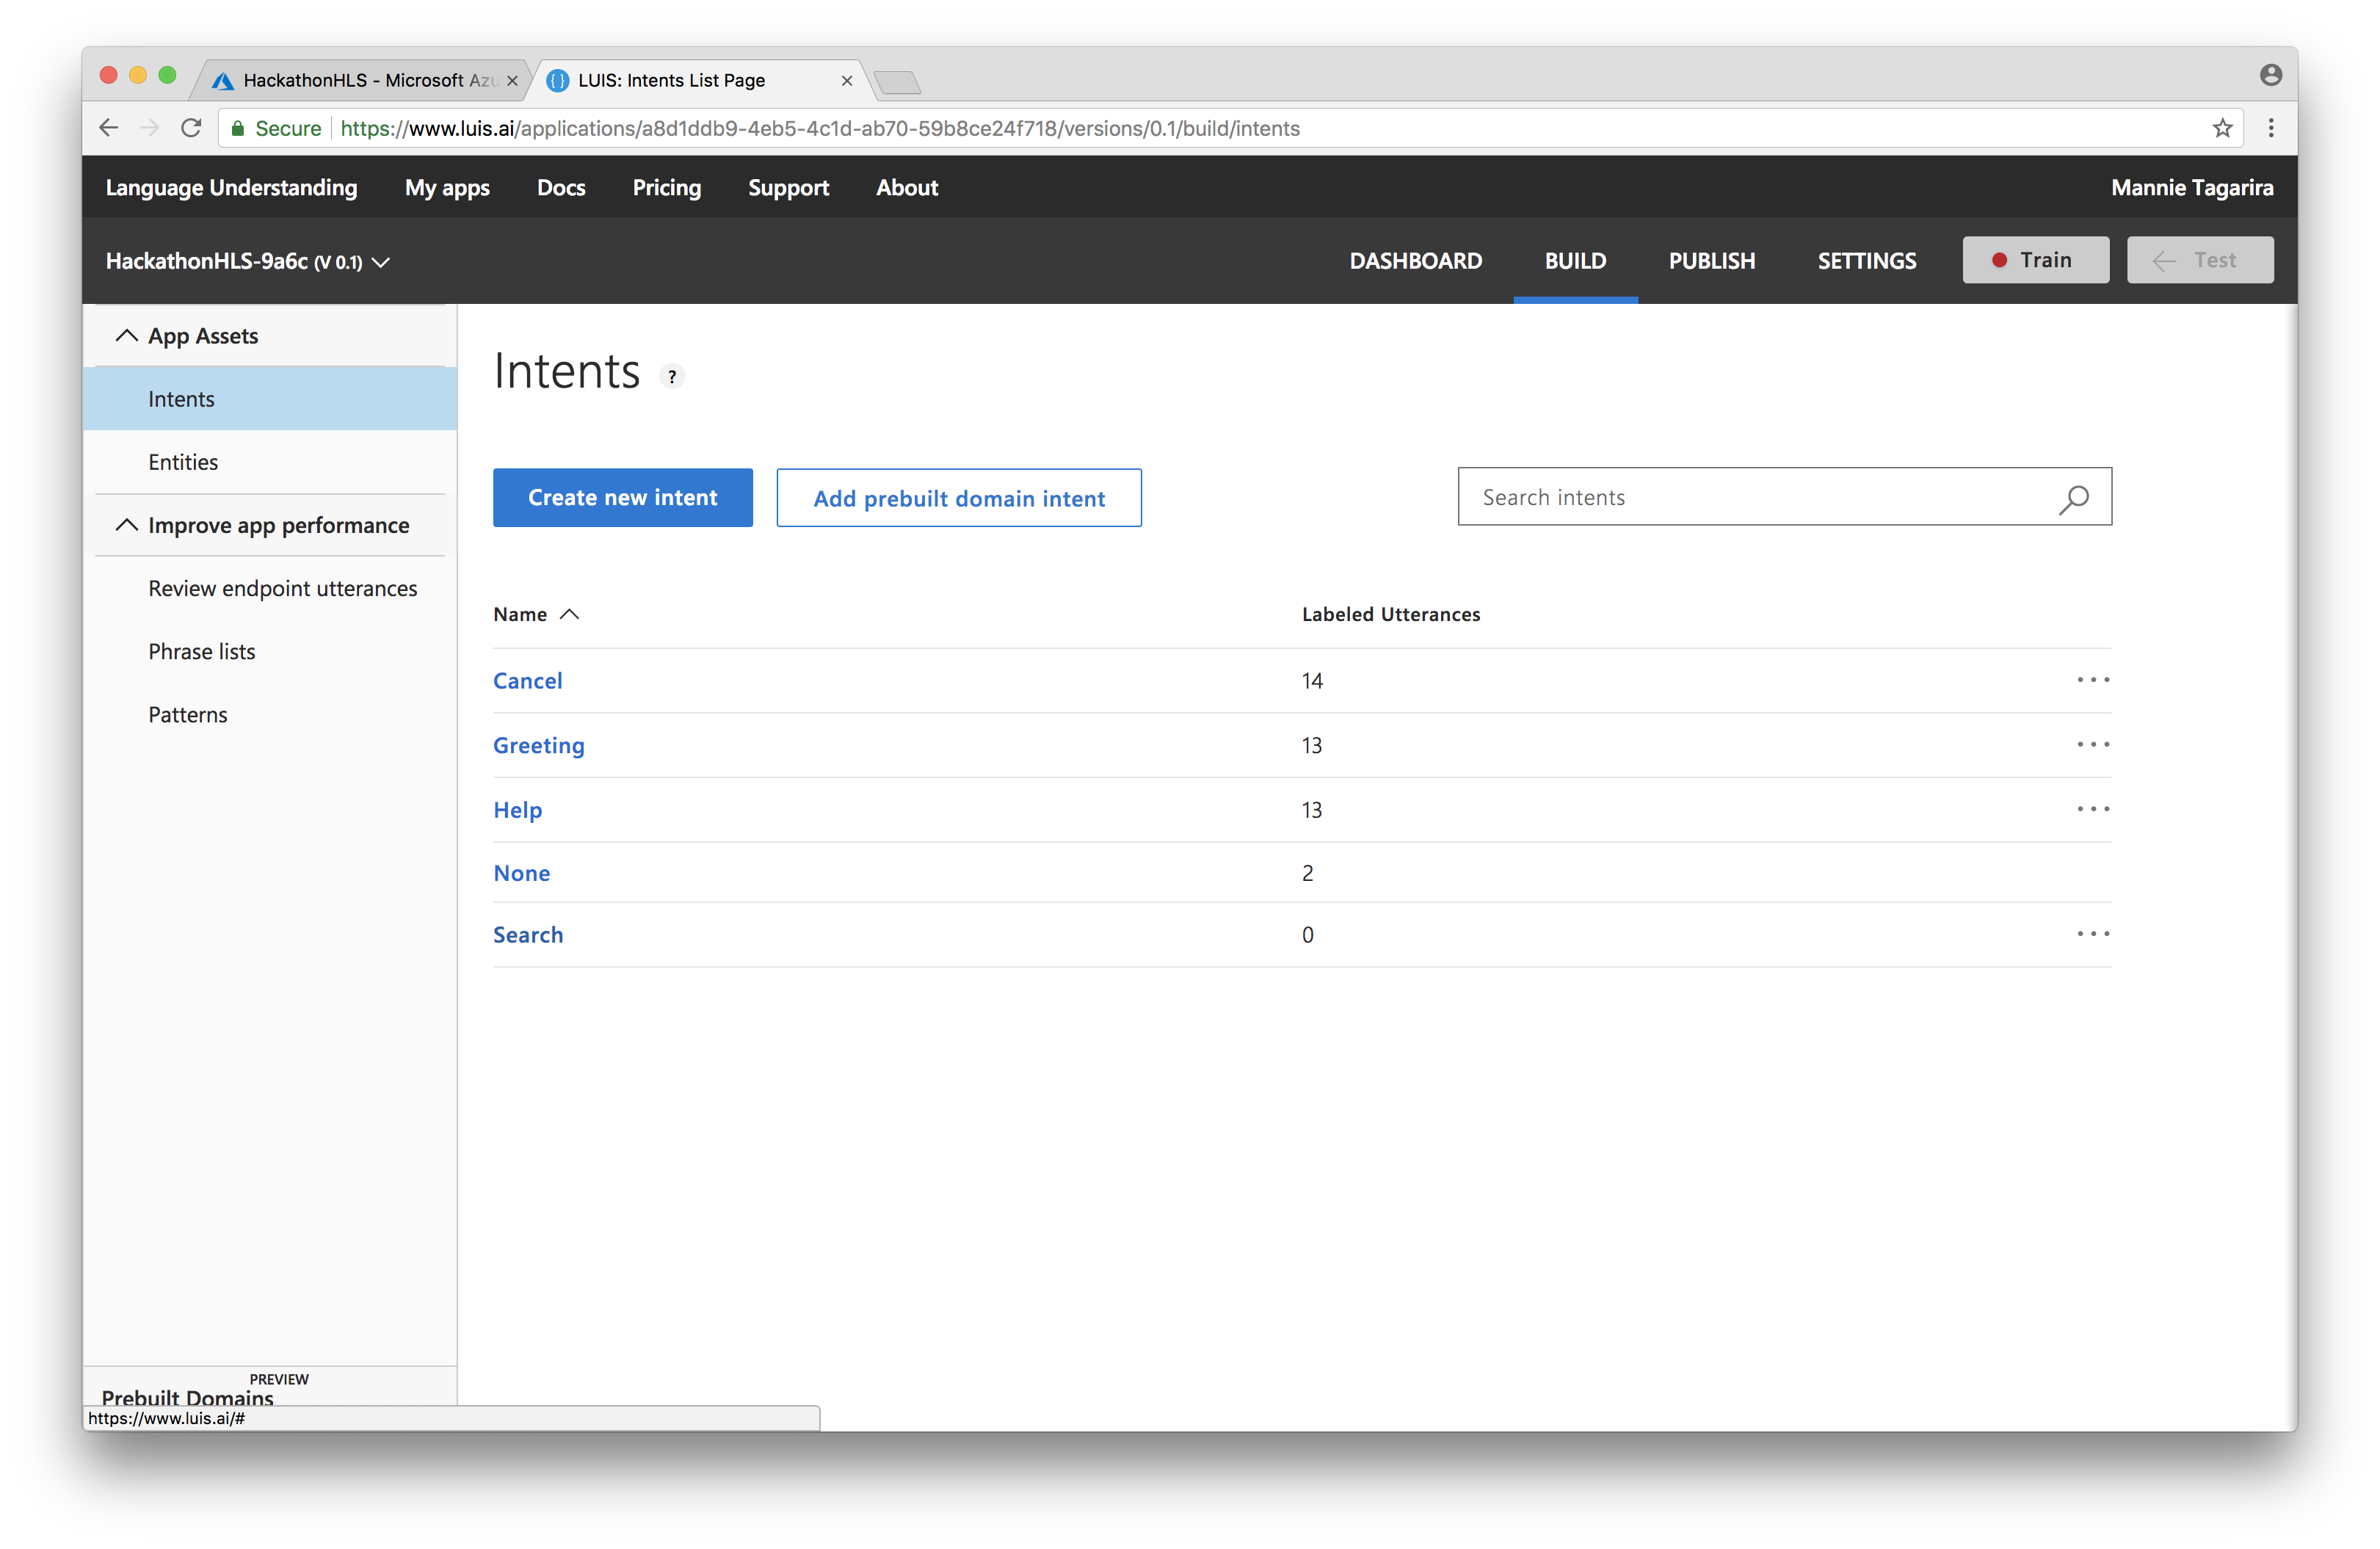 HackathonHLS - Microsoft Azu
LUIS: Intents List Page
Secure https://www.luis.ai/applications/a8d1ddb9-4eb5-4c1d-ab70-59b8ce24f718/versions/0.1/build/intents
Language Understanding My apps Docs Pricing Support About Mannie Tagarira
HackathonHLS-9a6c (V 0.1) DASHBOARD BUILD PUBLISH SETTINGS Train Test
App Assets
Intents
Entities
Improve app performance
Review endpoint utterances
Phrase lists
Patterns
PREVIEW
Prebuilt Domains
https://www.luis.ai/#
Intents ?
Create new intent Add prebuilt domain intent Search intents
Name Labeled Utterances
Cancel 14
Greeting 13
Help 13
None 2
Search 0